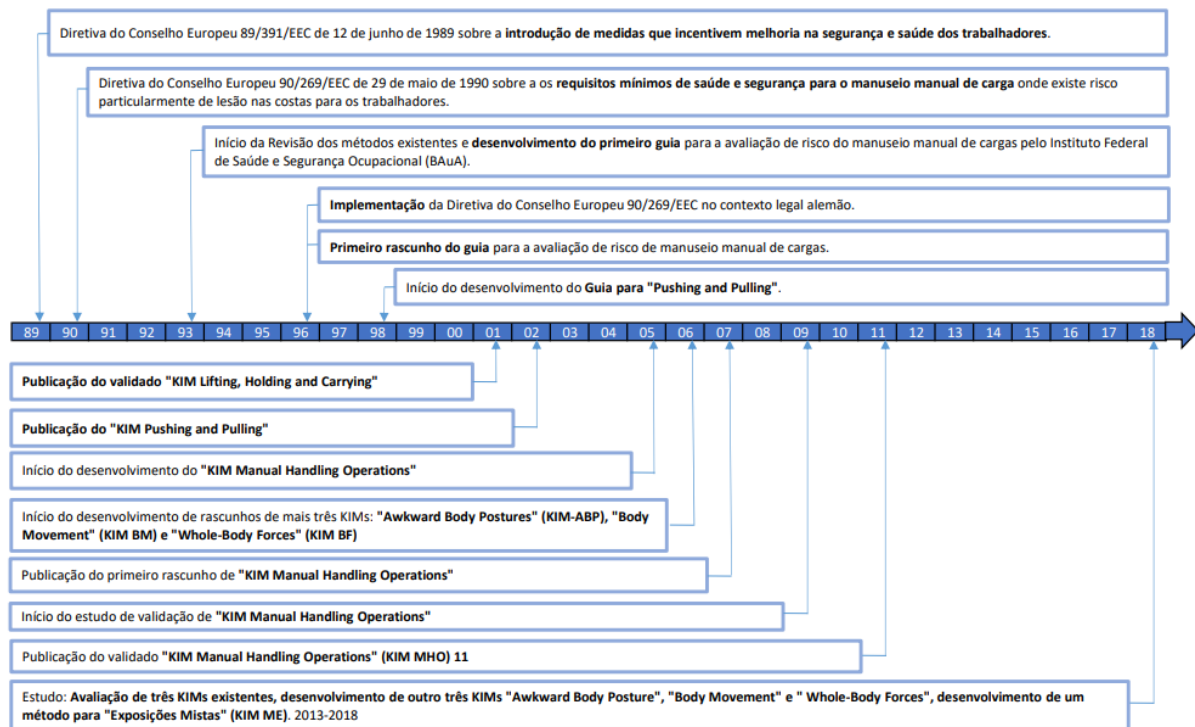 Diretiva do Conselho Europeu 89/391/EEC de 12 de junho de 1989 sobre a introdução de medidas que incentivem melhoria na segurança e saúde dos trabalhadores.
Diretiva do Conselho Europeu 90/269/EEC de 29 de maio de 1990 sobre a os requisitos mínimos de saúde e segurança para o manuseio manual de carga onde existe risco
particularmente de lesão nas costas para os trabalhadores.
Início da Revisão dos métodos existentes e desenvolvimento do primeiro guia para a avaliação de risco do manuseio manual de cargas pelo Instituto Federal
de Saúde e Segurança Ocupacional (BAuA).
Implementação da Diretiva do Conselho Europeu 90/269/EEC no contexto legal alemão.
Primeiro rascunho do guia para a avaliação de risco de manuseio manual de cargas.
Início do desenvolvimento do Guia para "Pushing and Pulling".
89 90 91 92 93 94 95 96 97 98 99 00 01 02 03 04 05 06 07 08 09 10 11 12 13 14 15 16 17 18
Publicação do validado "KIM Lifting, Holding and Carrying"
Publicação do "KIM Pushing and Pulling"
Início do desenvolvimento do "KIM Manual Handling Operations"
Início do desenvolvimento de rascunhos de mais três KIMs: "Awkward Body Postures" (KIM-ABP), "Body
Movement" (KIM BM) e "Whole-Body Forces" (KIM BF)
Publicação do primeiro rascunho de "KIM Manual Handling Operations"
Início do estudo de validação de "KIM Manual Handling Operations"
Publicação do validado "KIM Manual Handling Operations" (KIM MHO) 11
Estudo: Avaliação de três KIMs existentes, desenvolvimento de outro três KIMs "Awkward Body Posture", "Body Movement" e " Whole-Body Forces", desenvolvimento de um
método para "Exposições Mistas" (KIM ME). 2013-2018